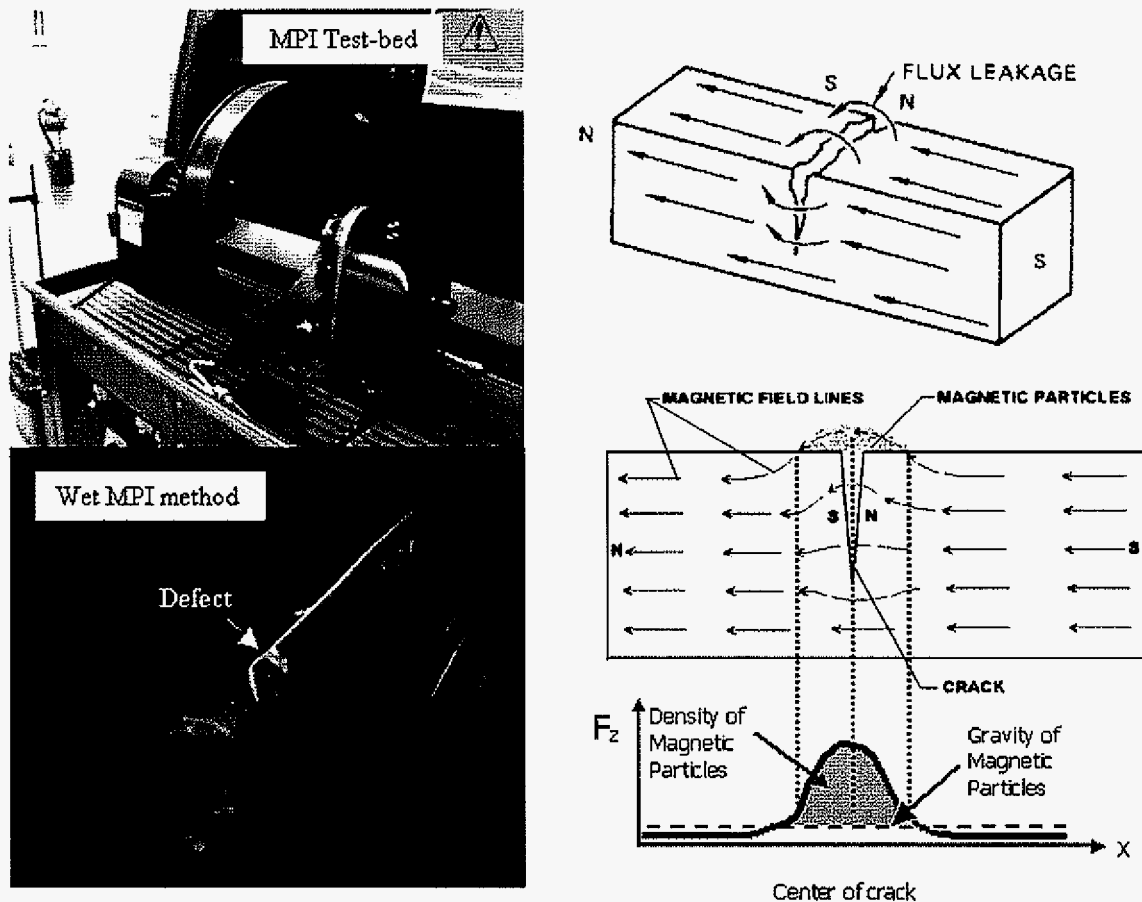 MPI Test-bed
Wet MPI method
Defect
FLUX LEAKAGE
S
N
N
S
MAGNETIC FIELD LINES
MAGNETIC PARTICLES
S
N
N
S
CRACK
Fz
Density of
Magnetic
Particles
Gravity of
Magnetic
Particles
X
Center of crack